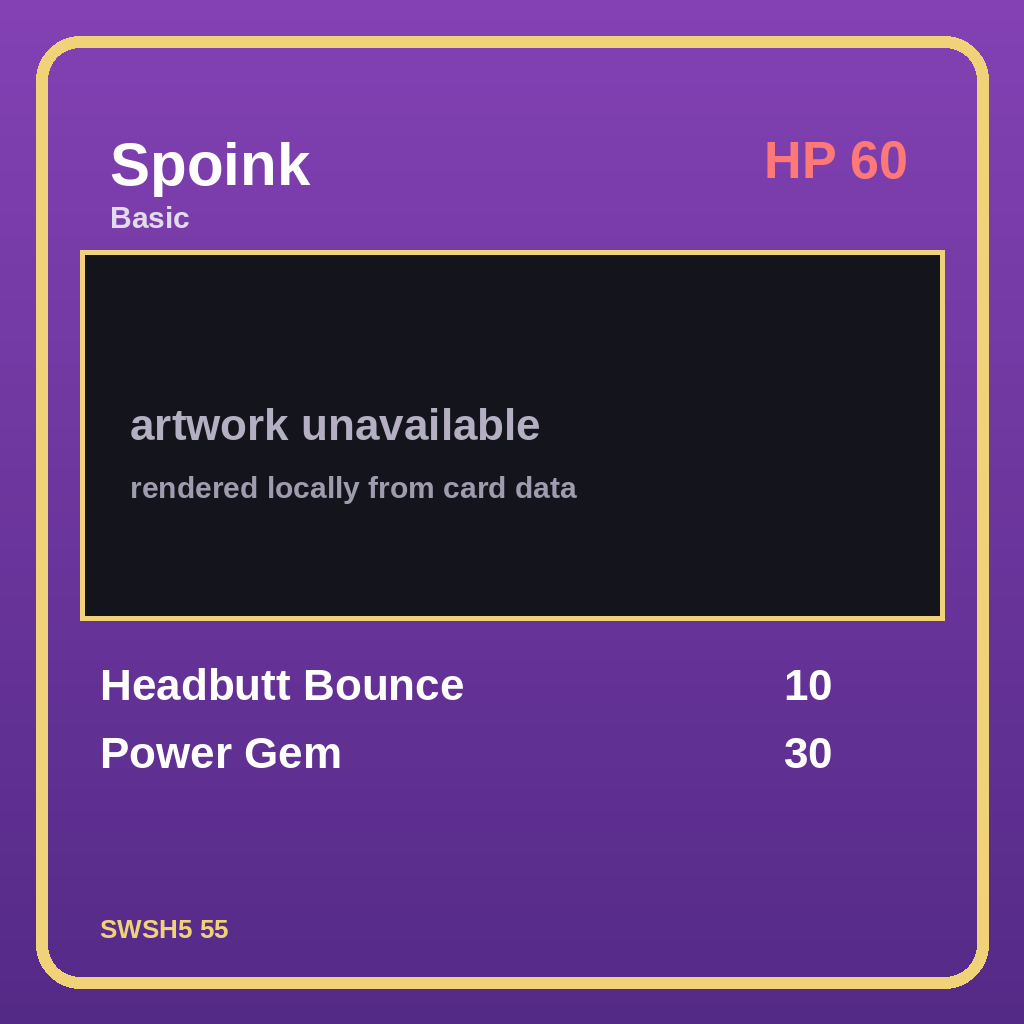 Spoink
HP 60
Basic
artwork unavailable
rendered locally from card data
Headbutt Bounce 10
Power Gem 30
SWSH5 55